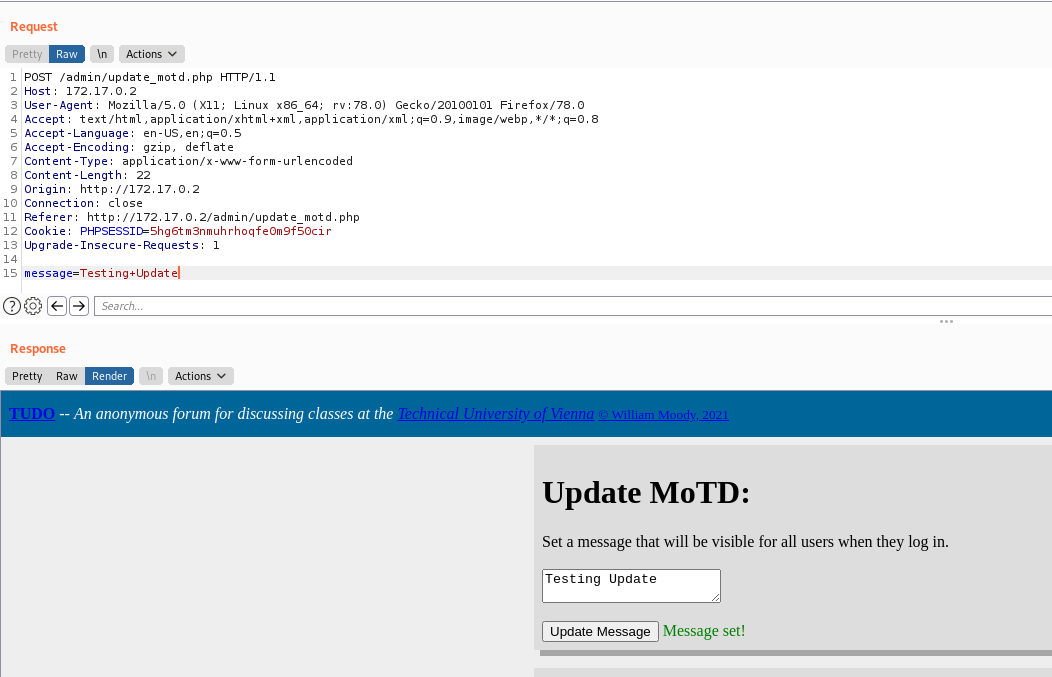 Request
Pretty Raw \n Actions
1 POST /admin/update_motd.php HTTP/1.1
2 Host: 172.17.0.2
3 User-Agent: Mozilla/5.0 (X11; Linux x86_64; rv:78.0) Gecko/20100101 Firefox/78.0
4 Accept: text/html,application/xhtml+xml,application/xml;q=0.9,image/webp,*/*;q=0.8
5 Accept-Language: en-US,en;q=0.5
6 Accept-Encoding: gzip, deflate
7 Content-Type: application/x-www-form-urlencoded
8 Content-Length: 22
9 Origin: http://172.17.0.2
10 Connection: close
11 Referer: http://172.17.0.2/admin/update_motd.php
12 Cookie: PHPSESSID=5hg6tm3nmuhrhoqfe0m9f50cir
13 Upgrade-Insecure-Requests: 1
14
15 message=Testing+Update
? Search...
Response
Pretty Raw Render \n Actions
TUDO -- An anonymous forum for discussing classes at the Technical University of Vienna © William Moody, 2021
Update MoTD:
Set a message that will be visible for all users when they log in.
Testing Update
Update Message Message set!